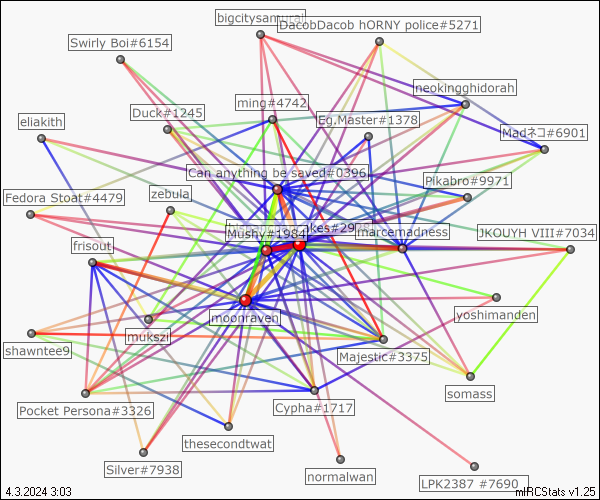 bigcitysamurai
DacobDacob hORNY police#5271
Swirly Boi#6154
neokingghidorah
ming#4742
Duck#1245
Eg.Master#1378
eliakith
Madネコ#6901
Can anything be saved#0396
Pikabro#9971
zebula
Fedora Stoat#4479
Mushy#1984
marcemadness
JKOUYH VIII#7034
frisout
moonraven
yoshimanden
mukszi
shawntee9
Majestic#3375
somass
Pocket Persona#3326
Cypha#1717
thesecondtwat
Silver#7938
normalwan
LPK2387 #7690
4.3.2024 3:03
mIRCStats v1.25